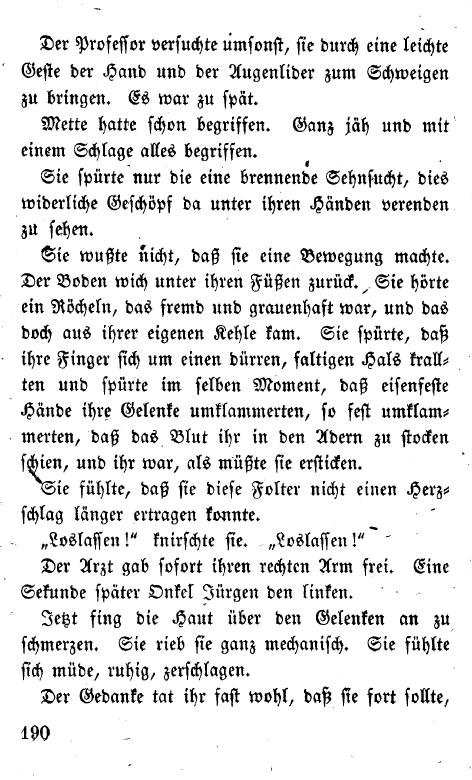 Der Professor versuchte umsonst, sie durch eine leichte
Geste der Hand und der Augenlider zum Schweigen
zu bringen. Es war zu spät.
Mette hatte schon begriffen. Ganz jäh und mit
einem Schlage alles begriffen.
Sie spürte nur die eine brennende Sehnsucht, dies
widerliche Geschöpf da unter ihren Händen verenden
zu sehen.
Sie wußte nicht, daß sie eine Bewegung machte.
Der Boden wich unter ihren Füßen zurück. Sie hörte
ein Röcheln, das fremd und grauenhaft war, und das
doch aus ihrer eigenen Kehle kam. Sie spürte, daß
ihre Finger sich um einen dürren, faltigen Hals krall⸗
ten und spürte im selben Moment, daß eisenfeste
Hände ihre Gelenke umklammerten, so fest umklam⸗
merten, daß das Blut ihr in den Adern zu stocken
schien, und ihr war, als müßte sie ersticken.
Sie fühlte, daß sie diese Folter nicht einen Herz⸗
schlag länger ertragen konnte.
„Loslassen!“ knirschte sie. „Loslassen!“
Der Arzt gab sofort ihren rechten Arm frei. Eine
Sekunde später Onkel Jürgen den linken.
Jetzt fing die Haut über den Gelenken an zu
schmerzen. Sie rieb sie ganz mechanisch. Sie fühlte
sich müde, ruhig, zerschlagen.
Der Gedanke tat ihr fast wohl, daß sie fort sollte,
190